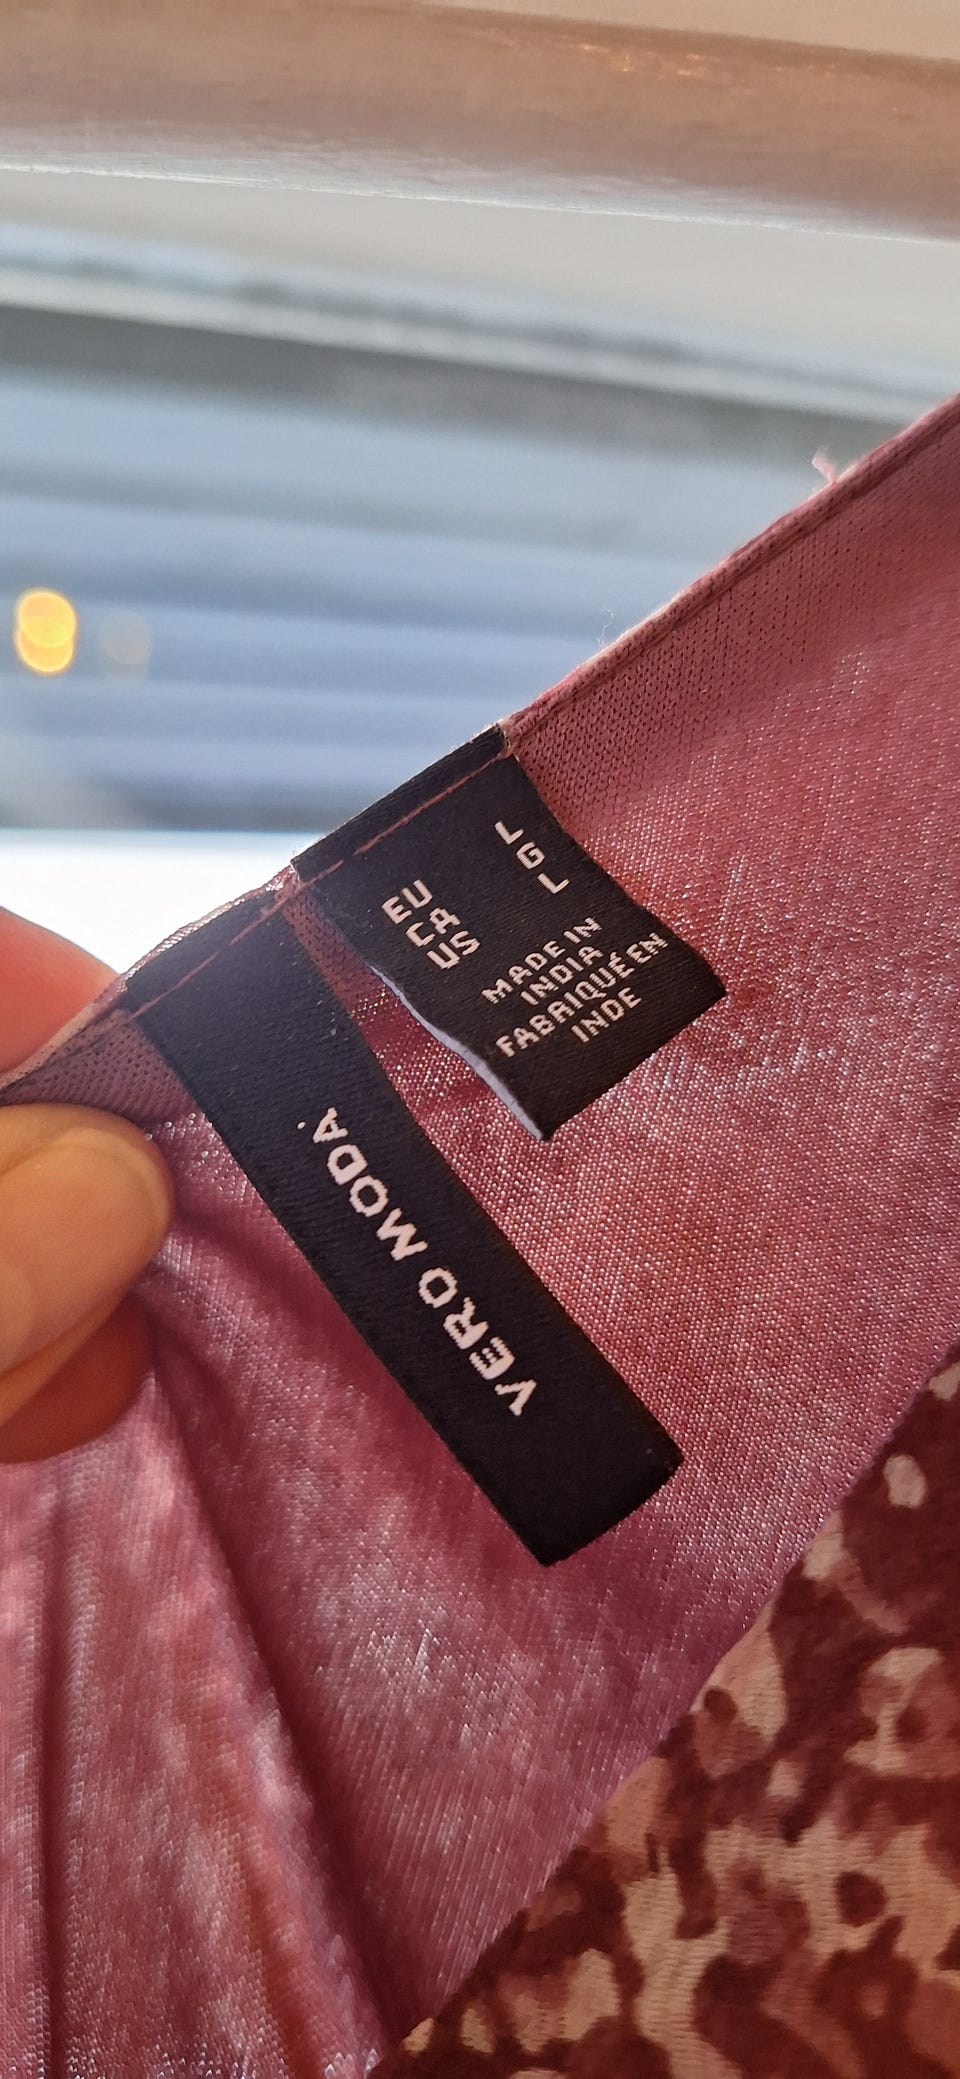 EU L
CA G
US L
MADE IN
INDIA
FABRIQUÉ EN
INDE
VERO MODA